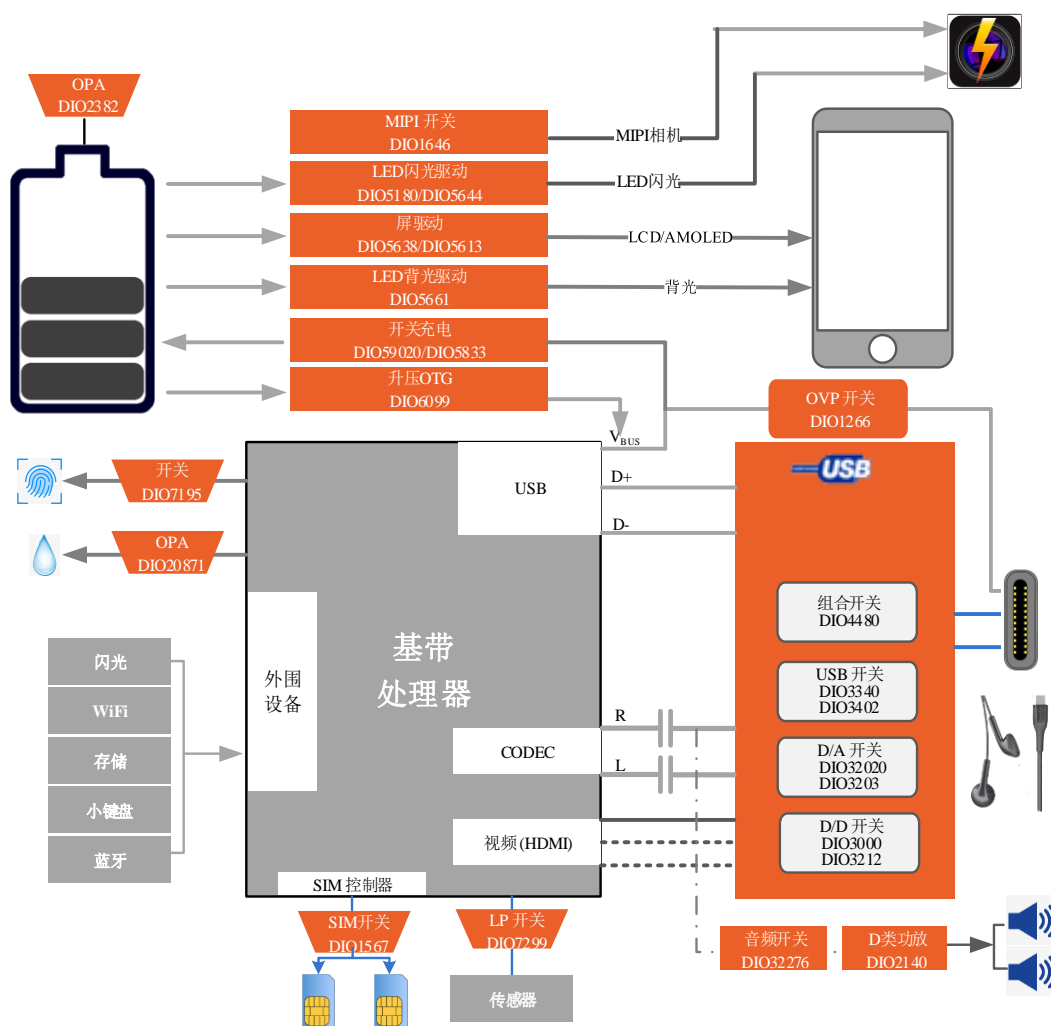 OPA
DIO2382
MIPI 开关
DIO1646
MIPI相机
LED闪光驱动
DIO5180/DIO5644
LED闪光
屏驱动
DIO5638/DIO5613
LCD/AMOLED
LED背光驱动
DIO5661
背光
开关充电
DIO59020/DIO5833
升压OTG
DIO6099
OVP 开关
DIO1266
VBUS
USB
D+
D-
USB
开关
DIO7195
OPA
DIO20871
组合开关
DIO4480
基带
处理器
外围
设备
闪光
WiFi
存储
小键盘
蓝牙
USB 开关
DIO3340
DIO3402
R
CODEC
L
D/A 开关
DIO32020
DIO3203
视频(HDMI)
D/D 开关
DIO3000
DIO3212
SIM 控制器
SIM开关
DIO1567
LP 开关
DIO7299
传感器
音频开关
DIO32276
D类功放
DIO2140